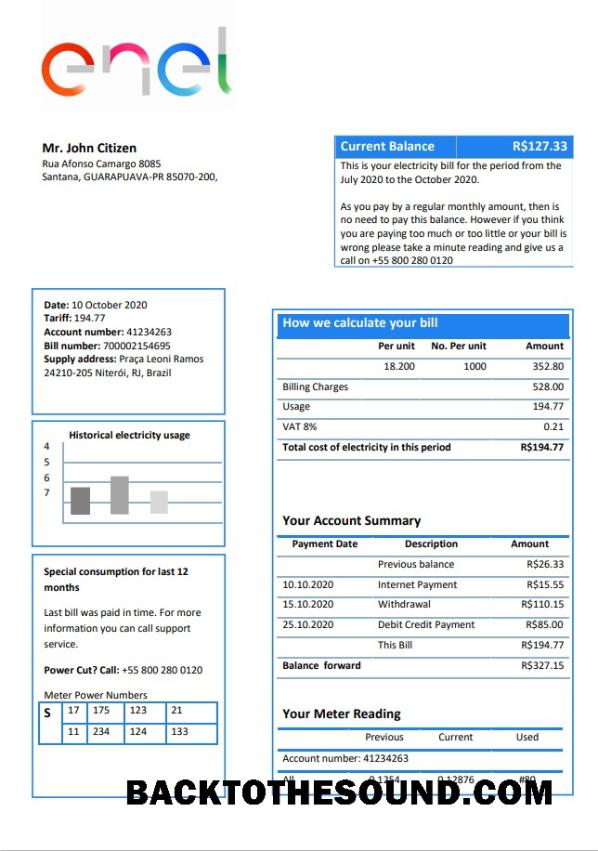 enel
Mr. John Citizen
Rua Afonso Camargo 8085
Santana, GUARAPUAVA-PR 85070-200,
Current Balance R$127.33
This is your electricity bill for the period from the
July 2020 to the October 2020.
As you pay by a regular monthly amount, then is
no need to pay this balance. However if you think
you are paying too much or too little or your bill is
wrong please take a minute reading and give us a
call on +55 800 280 0120
Date: 10 October 2020
Tariff: 194.77
Account number: 41234263
Bill number: 700002154695
Supply address: Praça Leoni Ramos
24210-205 Niterói, RJ, Brazil
Historical electricity usage
4
5
6
7
Special consumption for last 12
months
Last bill was paid in time. For more
information you can call support
service.
Power Cut? Call: +55 800 280 0120
Meter Power Numbers
S 17 175 123 21
11 234 124 133
How we calculate your bill
Per unit No. Per unit Amount
18.200 1000 352.80
Billing Charges 528.00
Usage 194.77
VAT 8% 0.21
Total cost of electricity in this period R$194.77
Your Account Summary
Payment Date Description Amount
Previous balance R$26.33
10.10.2020 Internet Payment R$15.55
15.10.2020 Withdrawal R$110.15
25.10.2020 Debit Credit Payment R$85.00
This Bill R$194.77
Balance forward R$327.15
Your Meter Reading
Previous Current Used
Account number: 41234263
All 0.1254 0.12876 #80
BACKTOTHESOUND.COM